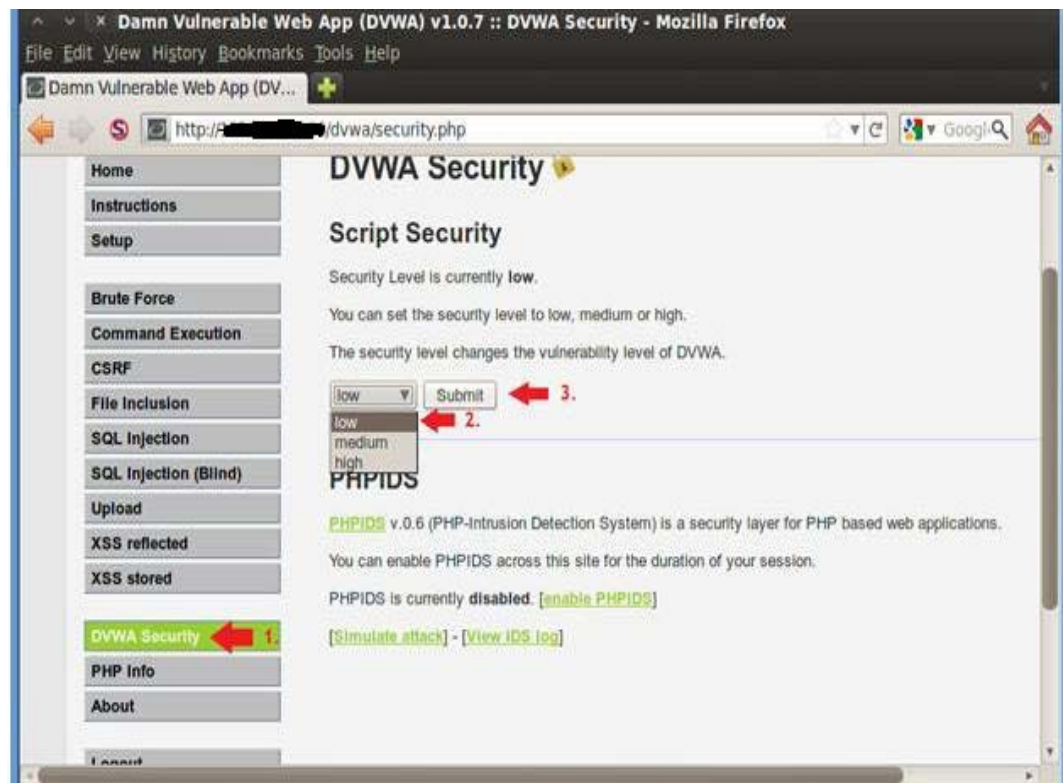 Damn Vulnerable Web App (DVWA) v1.0.7 :: DVWA Security - Mozilla Firefox
File Edit View History Bookmarks Tools Help
Damn Vulnerable Web App (DV...
http:// /dvwa/security.php
Googl
Home
Instructions
Setup
Brute Force
Command Execution
CSRF
File Inclusion
SQL Injection
SQL Injection (Blind)
Upload
XSS reflected
XSS stored
DVWA Security 1.
PHP Info
About
Logout
DVWA Security
Script Security
Security Level is currently low.
You can set the security level to low, medium or high.
The security level changes the vulnerability level of DVWA.
low Submit 3.
low 2.
medium
high
PHPIDS
PHPIDS v.0.6 (PHP-Intrusion Detection System) is a security layer for PHP based web applications.
You can enable PHPIDS across this site for the duration of your session.
PHPIDS is currently disabled. [enable PHPIDS]
[Simulate attack] - [View IDS log]